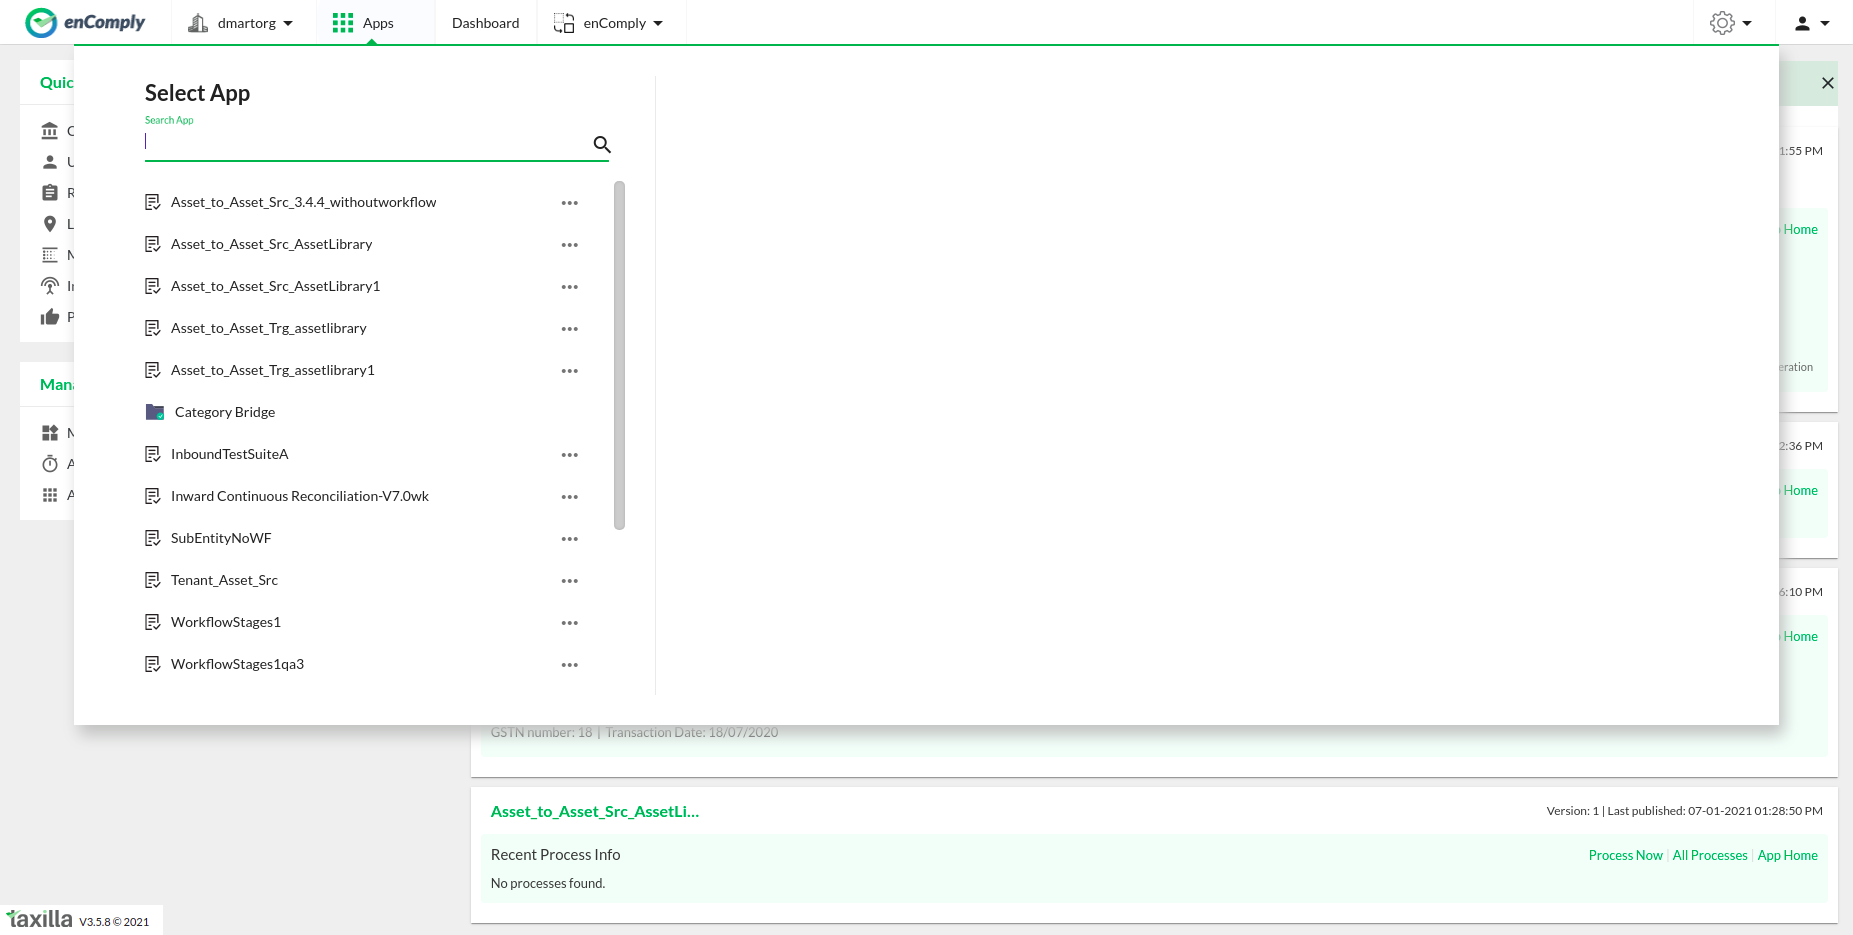 enComply
dmartorg
Apps
Dashboard
enComply
Select App
Search App
Asset_to_Asset_Src_3.4.4_withoutworkflow
Asset_to_Asset_Src_AssetLibrary
Asset_to_Asset_Src_AssetLibrary1
Asset_to_Asset_Trg_assetlibrary
Asset_to_Asset_Trg_assetlibrary1
Category Bridge
InboundTestSuiteA
Inward Continuous Reconciliation-V7.0wk
SubEntityNoWF
Tenant_Asset_Src
WorkflowStages1
WorkflowStages1qa3
Quic
Mana
1:55 PM
Home
eration
2:36 PM
Home
6:10 PM
Home
GSTN number: 18 | Transaction Date: 18/07/2020
Asset_to_Asset_Src_AssetLi...
Version: 1 | Last published: 07-01-2021 01:28:50 PM
Recent Process Info
Process Now | All Processes | App Home
No processes found.
taxilla V3.5.8 © 2021